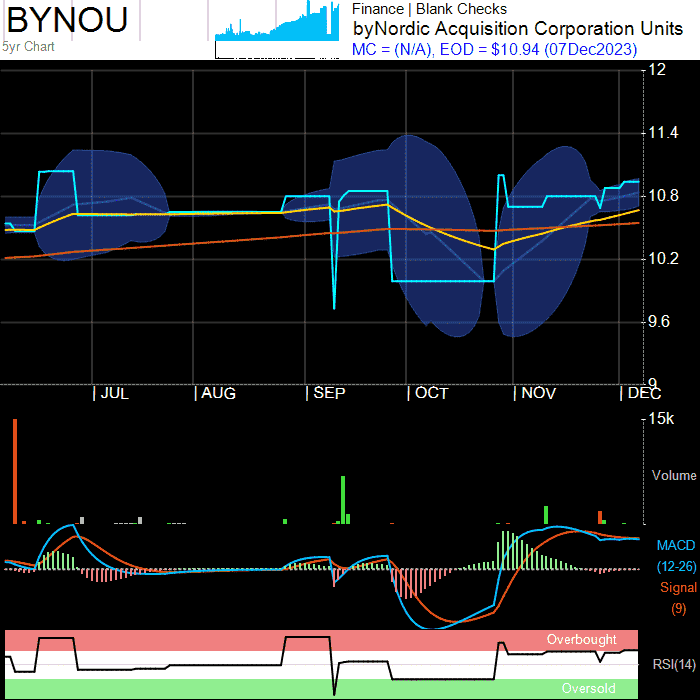 BYNOU
5yr Chart
Finance | Blank Checks
byNordic Acquisition Corporation Units
MC = (N/A), EOD = $10.94 (07Dec2023)
12
11.4
10.8
10.2
9.6
9
| JUL
| AUG
| SEP
| OCT
| NOV
| DEC
15k
Volume
MACD
(12-26)
Signal
(9)
Overbought
RSI(14)
Oversold